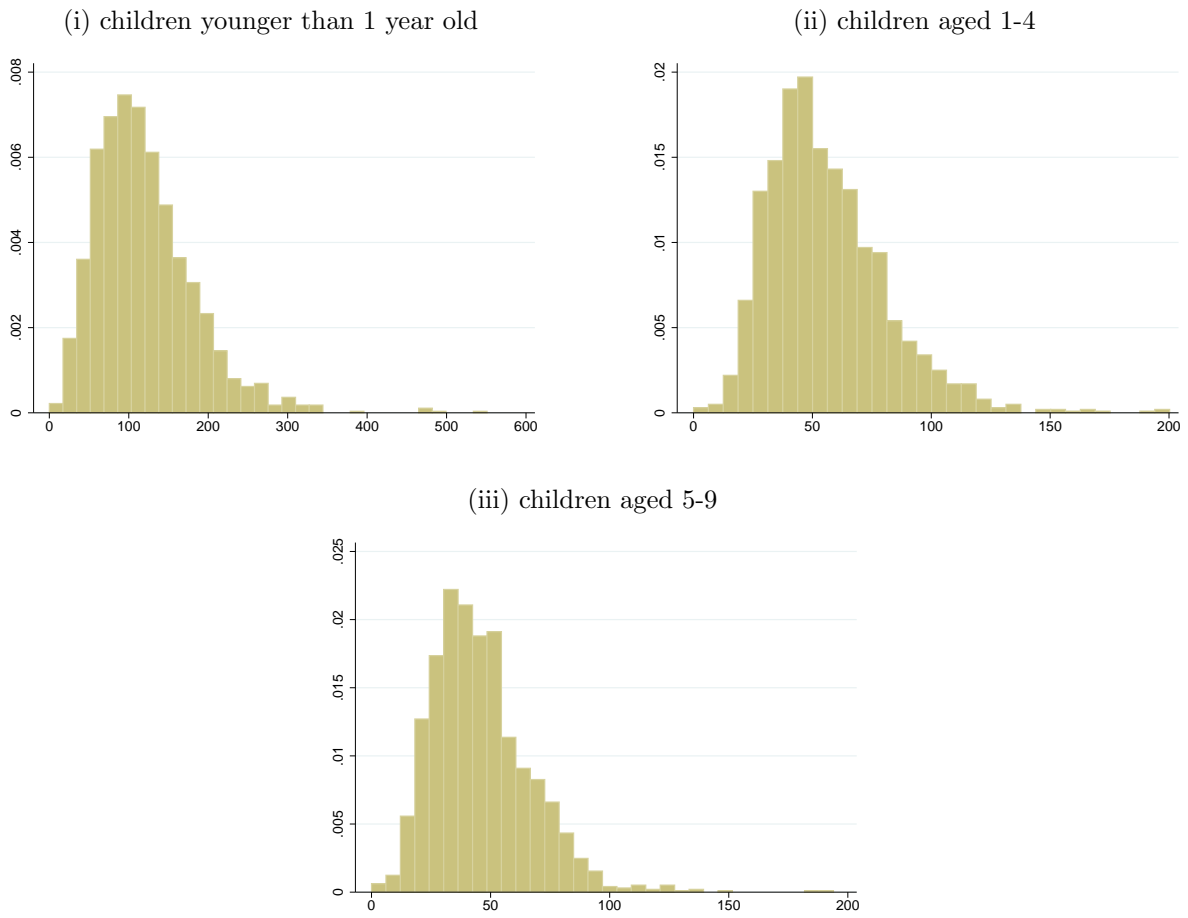 (i) children younger than 1 year old
.008
.006
.004
.002
0
0 100 200 300 400 500 600
(ii) children aged 1-4
.02
.015
.01
.005
0
0 50 100 150 200
(iii) children aged 5-9
.025
.02
.015
.01
.005
0
0 50 100 150 200